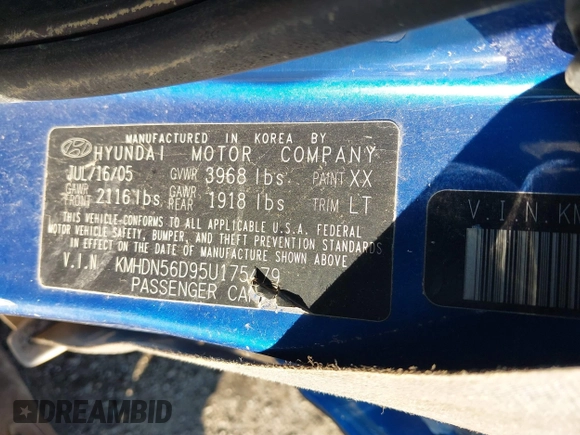 MANUFACTURED IN KOREA BY
HYUNDAI MOTOR COMPANY
JUL/16/05 GVWR 3968 lbs PAINT XX
GAWR FRONT 2116 lbs GAWR REAR 1918 lbs TRIM LT
THIS VEHICLE CONFORMS TO ALL APPLICABLE U.S.A. FEDERAL
MOTOR VEHICLE SAFETY, BUMPER, AND THEFT PREVENTION STANDARDS
IN EFFECT ON THE DATE OF MANUFACTURE SHOWN ABOVE
V.I.N. 
PASSENGER CAR
V.I.N.
DREAMBID